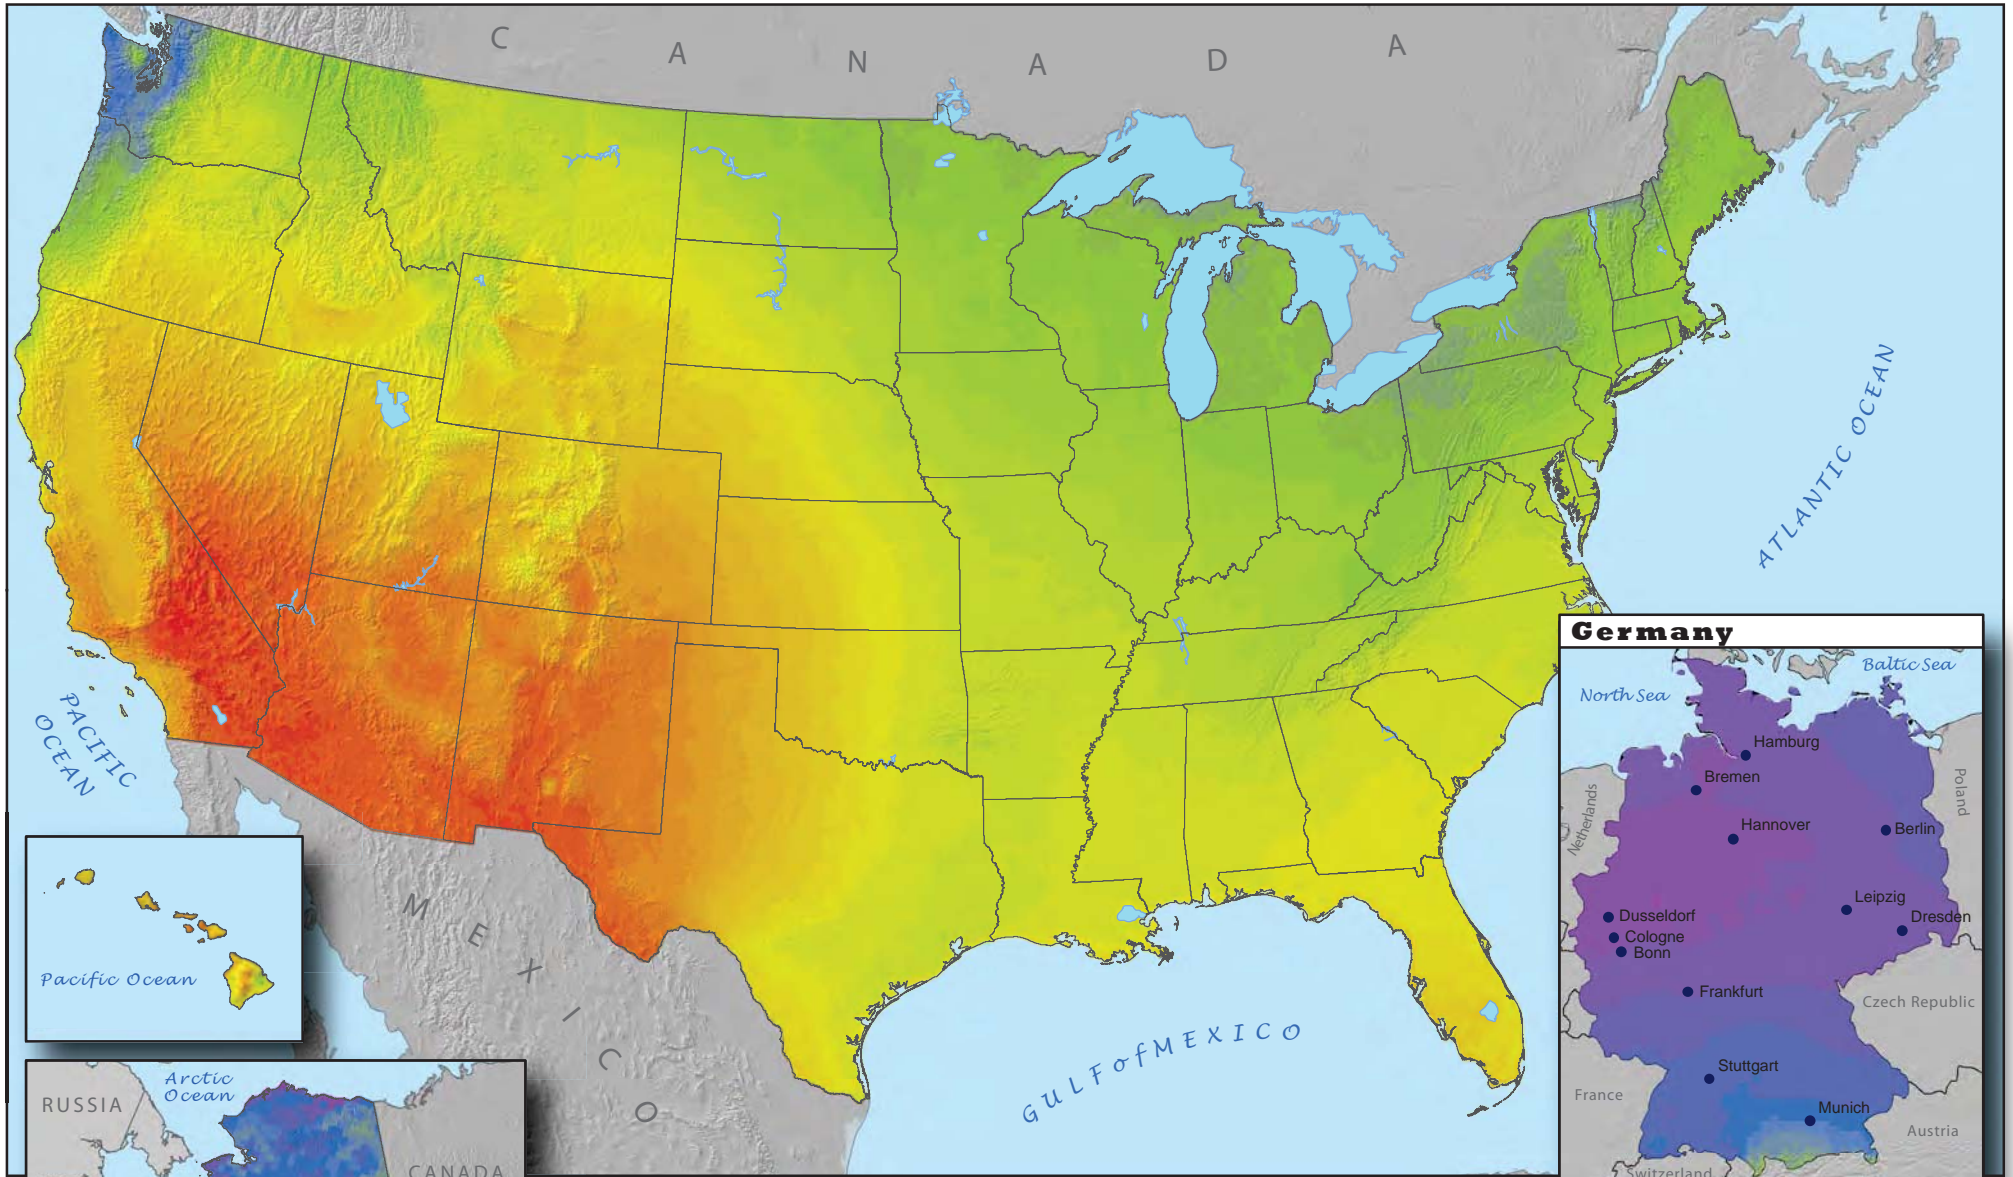 C A N A D A
ATLANTIC OCEAN
PACIFIC
OCEAN
MEXICO
GULF of MEXICO
Pacific Ocean
Arctic
Ocean
RUSSIA
CANADA
Germany
North Sea
Baltic Sea
Hamburg
Bremen
Netherlands
Poland
Hannover
Berlin
Leipzig
Dusseldorf
Dresden
Cologne
Bonn
Frankfurt
Czech Republic
Stuttgart
France
Munich
Austria
Switzerland